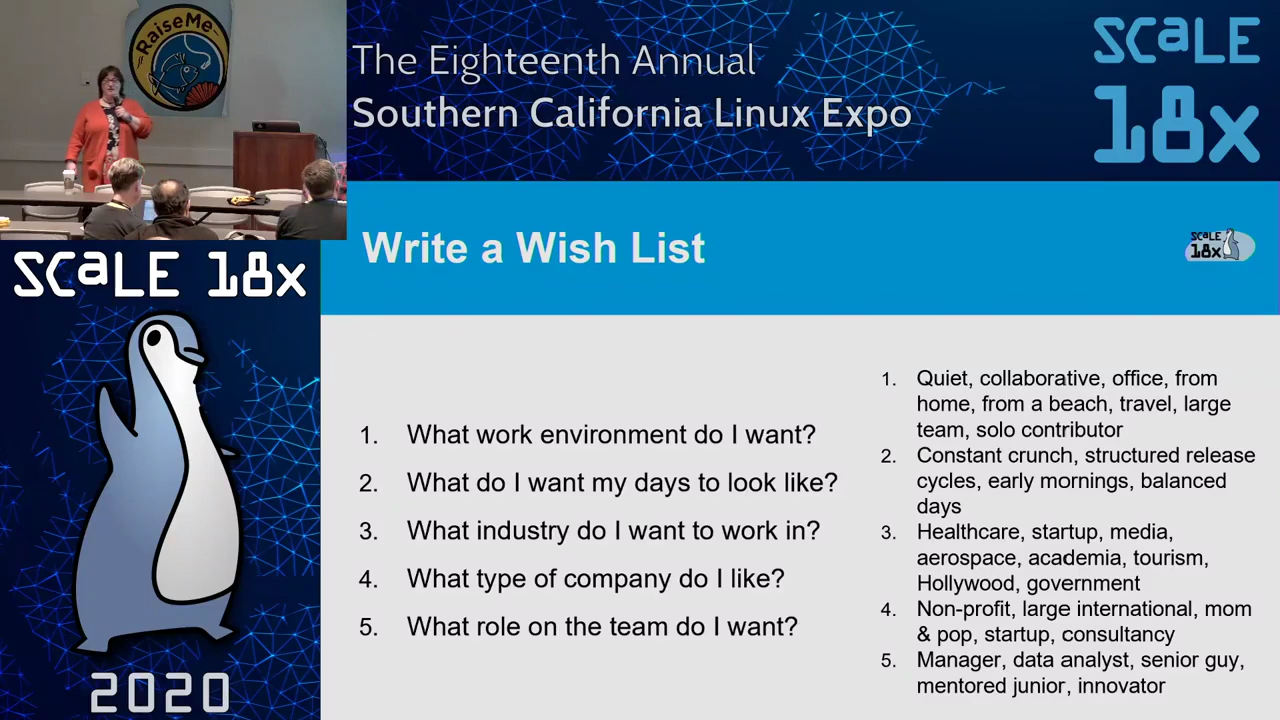 RaiseMe
The Eighteenth Annual
Southern California Linux Expo
SCaLE
18x
Write a Wish List
SCaLE
18x
SCaLE 18x
2020
1. What work environment do I want?
2. What do I want my days to look like?
3. What industry do I want to work in?
4. What type of company do I like?
5. What role on the team do I want?
1. Quiet, collaborative, office, from
home, from a beach, travel, large
team, solo contributor
2. Constant crunch, structured release
cycles, early mornings, balanced
days
3. Healthcare, startup, media,
aerospace, academia, tourism,
Hollywood, government
4. Non-profit, large international, mom
& pop, startup, consultancy
5. Manager, data analyst, senior guy,
mentored junior, innovator